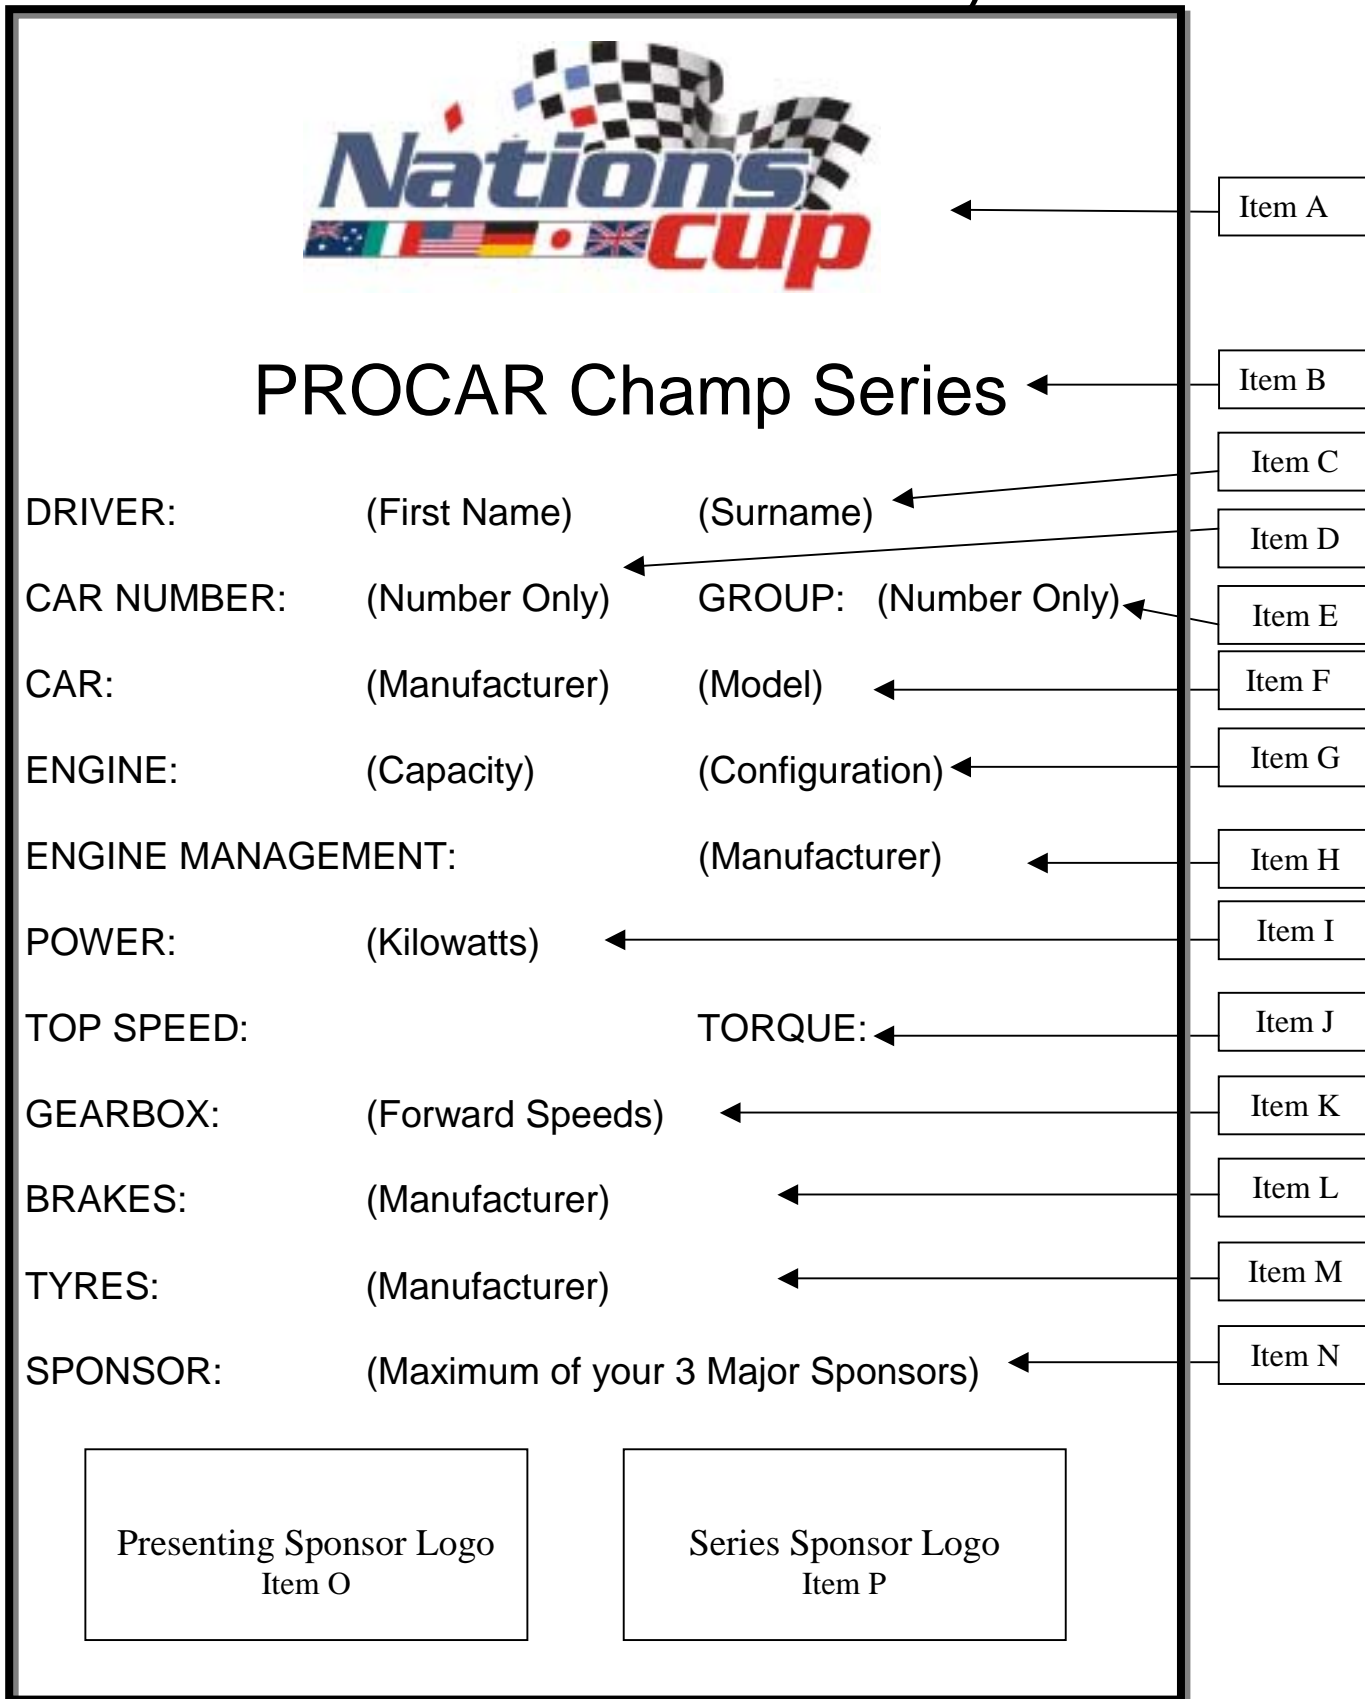 Nations
cup
Item A
PROCAR Champ Series
Item B
Item C
DRIVER: (First Name) (Surname)
Item D
CAR NUMBER: (Number Only) GROUP: (Number Only)
Item E
CAR: (Manufacturer) (Model)
Item F
ENGINE: (Capacity) (Configuration)
Item G
ENGINE MANAGEMENT: (Manufacturer)
Item H
POWER: (Kilowatts)
Item I
TOP SPEED: TORQUE:
Item J
GEARBOX: (Forward Speeds)
Item K
BRAKES: (Manufacturer)
Item L
TYRES: (Manufacturer)
Item M
SPONSOR: (Maximum of your 3 Major Sponsors)
Item N
Presenting Sponsor Logo
Item O
Series Sponsor Logo
Item P